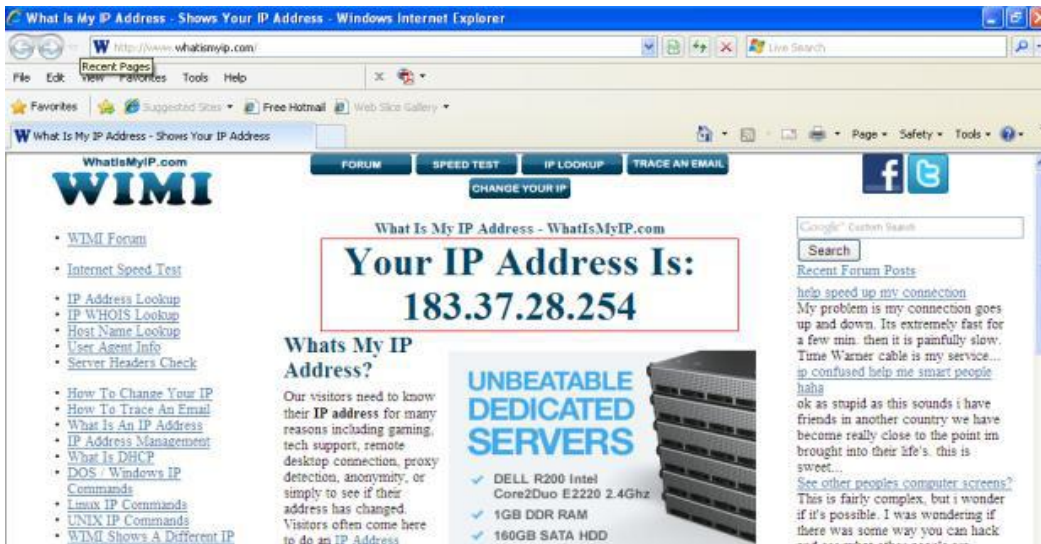 What Is My IP Address - Shows Your IP Address - Windows Internet Explorer
W http://www.whatismyip.com/
Live Search
Recent Pages
File Edit View Favorites Tools Help
Favorites Suggested Sites Free Hotmail Web Slice Gallery
W What Is My IP Address - Shows Your IP Address
Page Safety Tools
WhatIsMyIP.com
WIMI
FORUM SPEED TEST IP LOOKUP TRACE AN EMAIL
CHANGE YOUR IP
WIMI Forum
Internet Speed Test
IP Address Lookup
IP WHOIS Lookup
Host Name Lookup
User Agent Info
Server Headers Check
How To Change Your IP
How To Trace An Email
What Is An IP Address
IP Address Management
What Is DHCP
DOS / Windows IP
Commands
Linux IP Commands
UNIX IP Commands
WIMI Shows A Different IP
What Is My IP Address - WhatIsMyIP.com
Your IP Address Is:
183.37.28.254
Whats My IP
Address?
Our visitors need to know
their IP address for many
reasons including gaming,
tech support, remote
desktop connection, proxy
detection, anonymity, or
simply to see if their
address has changed.
Visitors often come here
to do an IP Address
UNBEATABLE
DEDICATED
SERVERS
DELL R200 Intel
Core2Duo E2220 2.4Ghz
1GB DDR RAM
160GB SATA HDD
Google Custom Search
Search
Recent Forum Posts
help speed up my connection
My problem is my connection goes
up and down. Its extremely fast for
a few min. then it is painfully slow.
Time Warner cable is my service...
ip confused help me smart people
haha
ok as stupid as this sounds i have
friends in another country we have
become really close to the point im
brought into their life's. this is
sweet...
See other peoples computer screens?
This is fairly complex, but i wonder
if it's possible. I was wondering if
there was some way you can hack